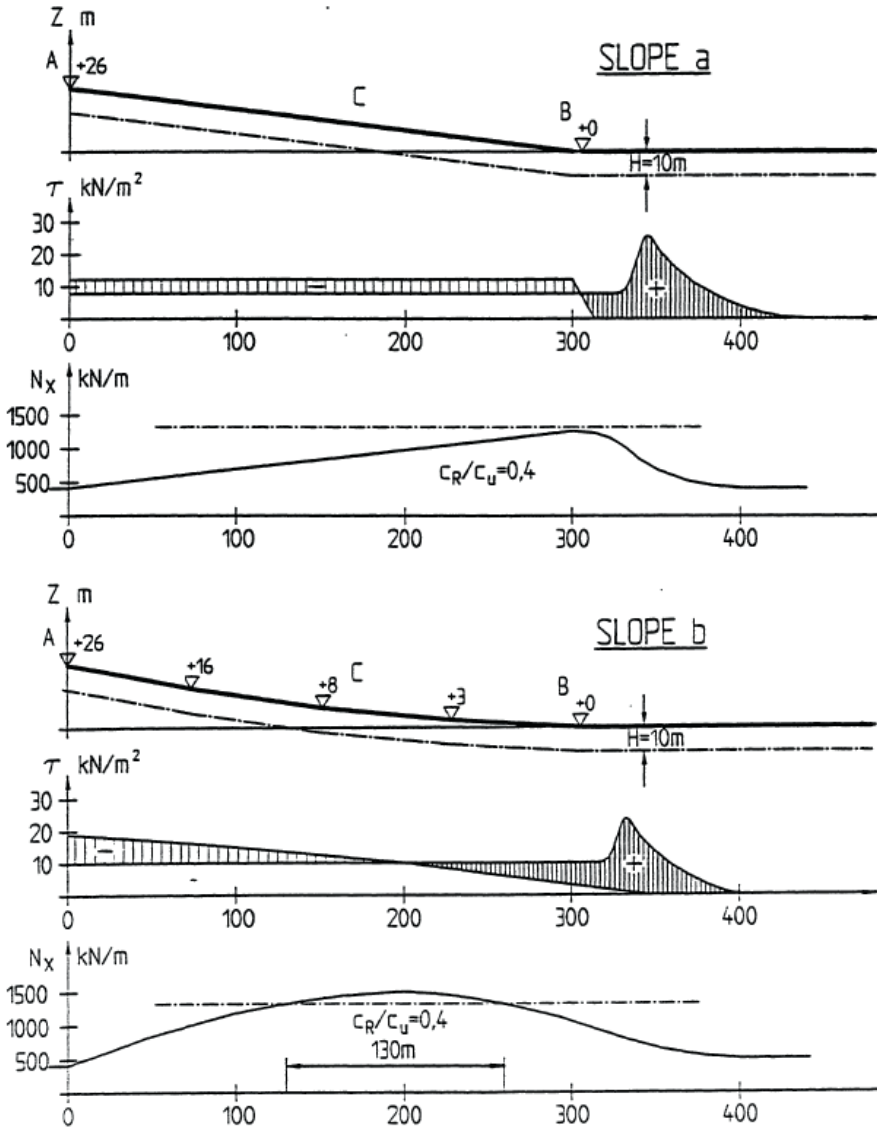 Z m
SLOPE a
A +26
C
B
+0
H=10m
τ kN/m²
30
20
10
−
+
0 100 200 300 400
Nx kN/m
1500
1000
500
cR/cu=0,4
0 100 200 300 400
Z m
SLOPE b
A +26
+16
C
+8
+3
B
+0
H=10m
τ kN/m²
30
20
10
−
+
0 100 200 300 400
Nx kN/m
1500
1000
500
cR/cu=0,4
130m
0 100 200 300 400